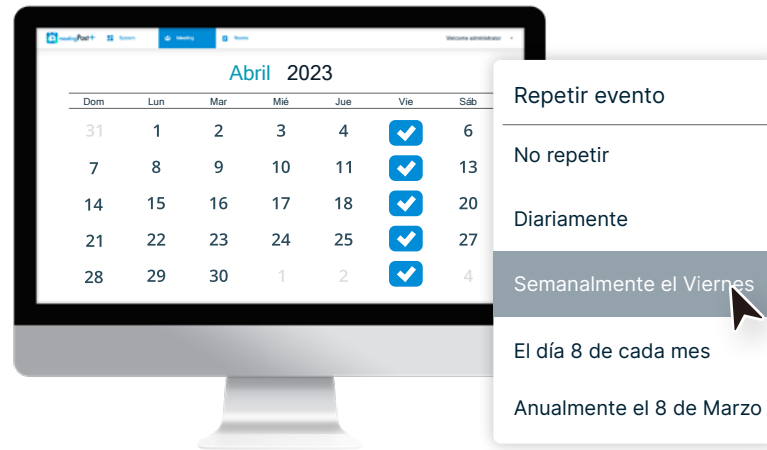 meetingPost+ System Meeting Rooms Welcome administrator
Abril 2023
Dom Lun Mar Mié Jue Vie Sáb
31 1 2 3 4 6
7 8 9 10 11 13
14 15 16 17 18 20
21 22 23 24 25 27
28 29 30 1 2 4
Repetir evento
No repetir
Diariamente
Semanalmente el Viernes
El día 8 de cada mes
Anualmente el 8 de Marzo